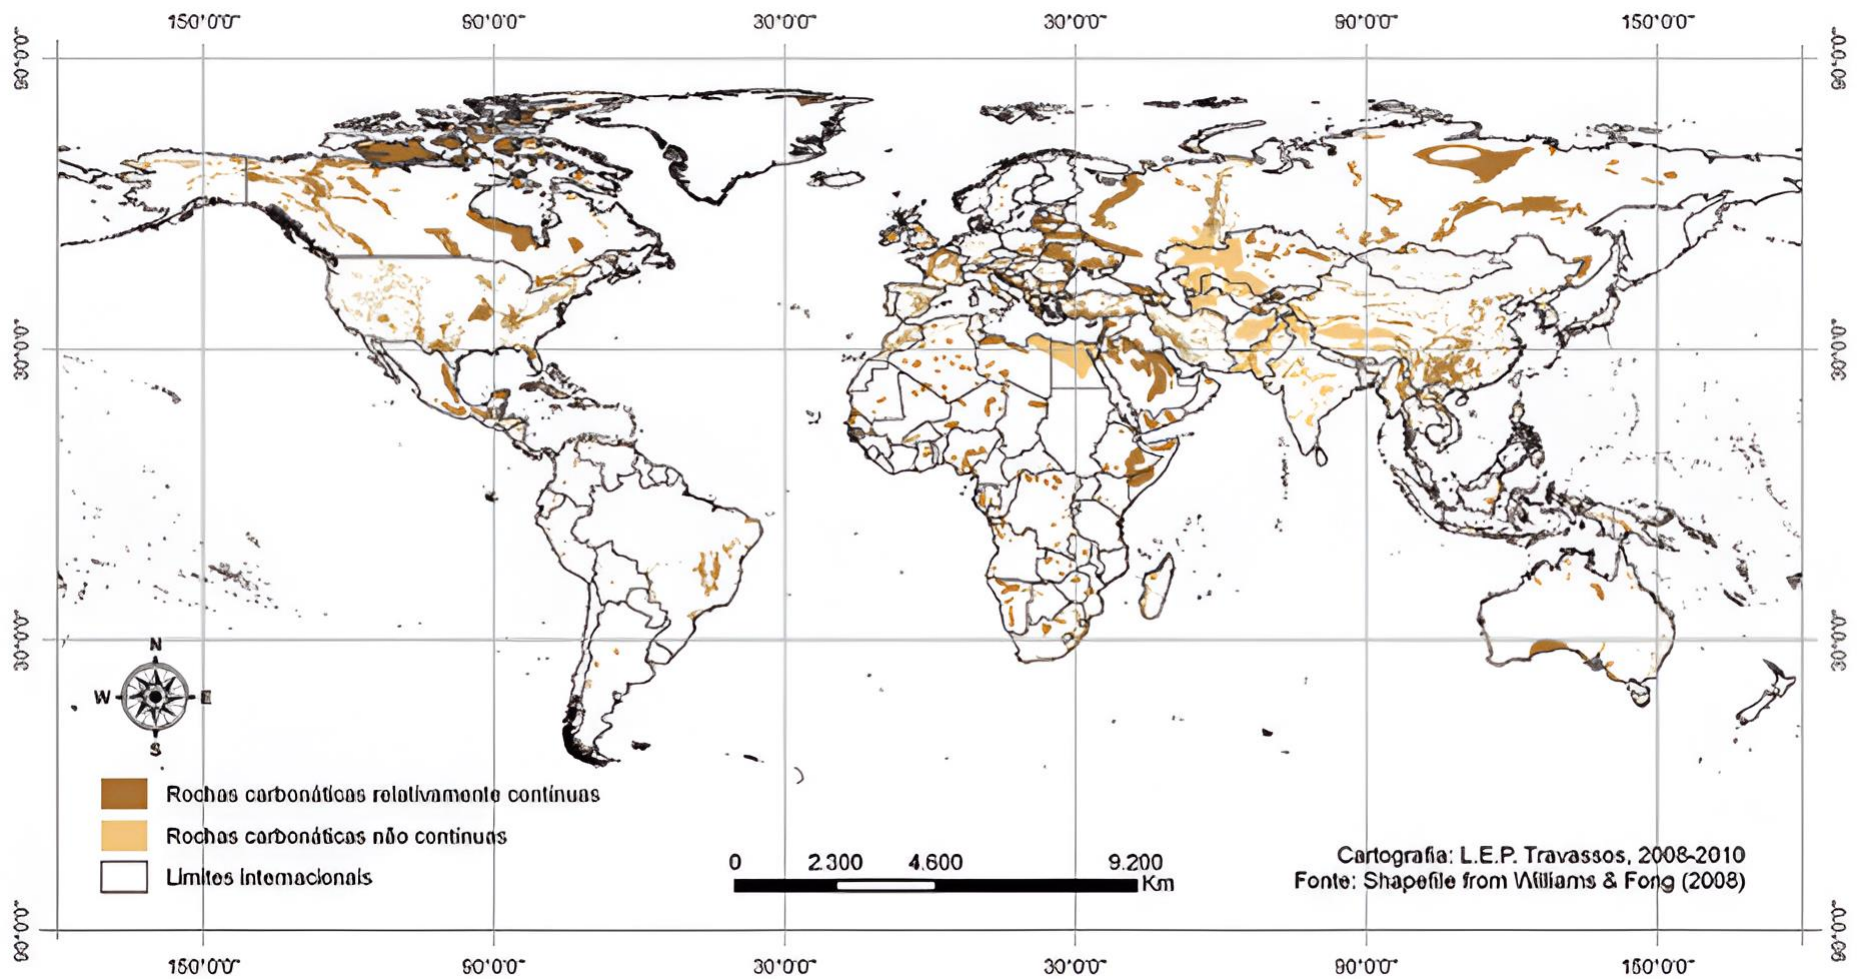 150°0'0" 90°0'0" 30°0'0" 30°0'0" 90°0'0" 150°0'0"
90°0'0" 90°0'0"
30°0'0" 30°0'0"
30°0'0" 30°0'0"
90°0'0" 90°0'0"
N
W E
S
Rochas carbonáticas relativamente contínuas
Rochas carbonáticas não contínuas
Limites Internacionais
0 2.300 4.600 9.200
Km
Cartografia: L.E.P. Travassos, 2008-2010
Fonte: Shapefile from Williams & Fong (2008)
150°0'0" 90°0'0" 30°0'0" 30°0'0" 90°0'0" 150°0'0"